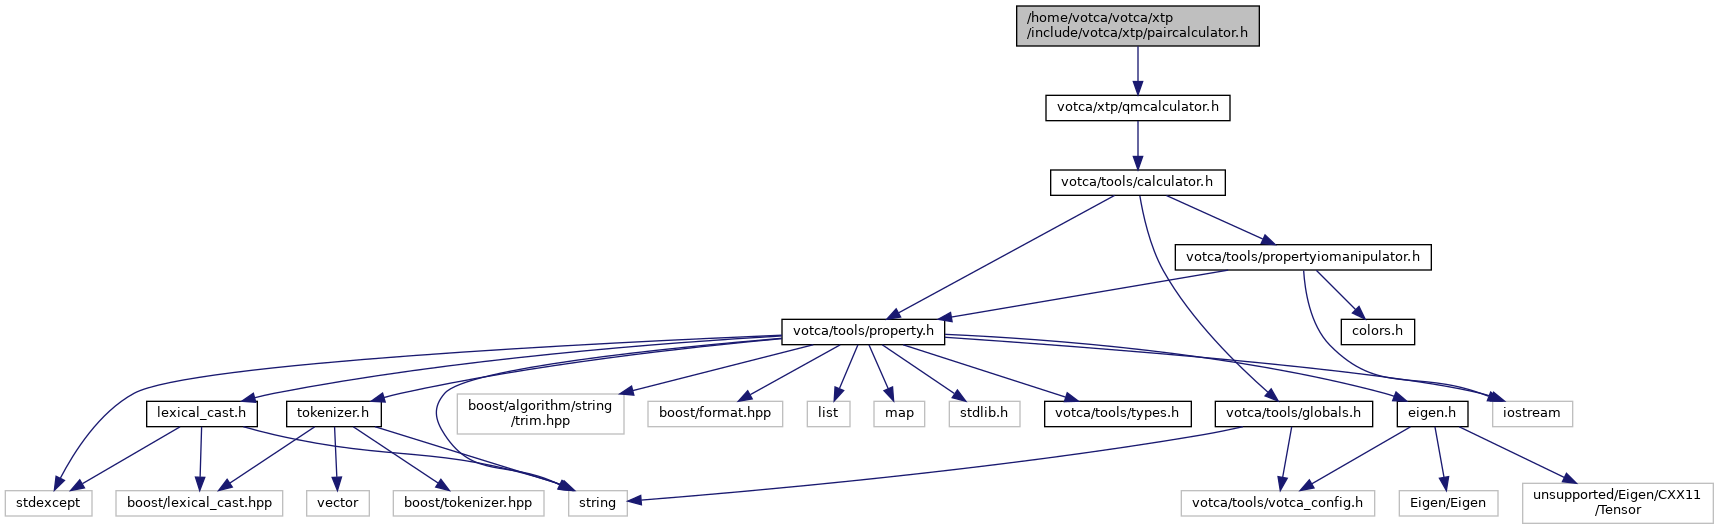 /home/votca/votca/xtp
/include/votca/xtp/paircalculator.h
votca/xtp/qmcalculator.h
votca/tools/calculator.h
votca/tools/propertyiomanipulator.h
votca/tools/property.h
colors.h
lexical_cast.h
tokenizer.h
boost/algorithm/string
/trim.hpp
boost/format.hpp
list
map
stdlib.h
votca/tools/types.h
votca/tools/globals.h
eigen.h
iostream
stdexcept
boost/lexical_cast.hpp
vector
boost/tokenizer.hpp
string
votca/tools/votca_config.h
Eigen/Eigen
unsupported/Eigen/CXX11
/Tensor